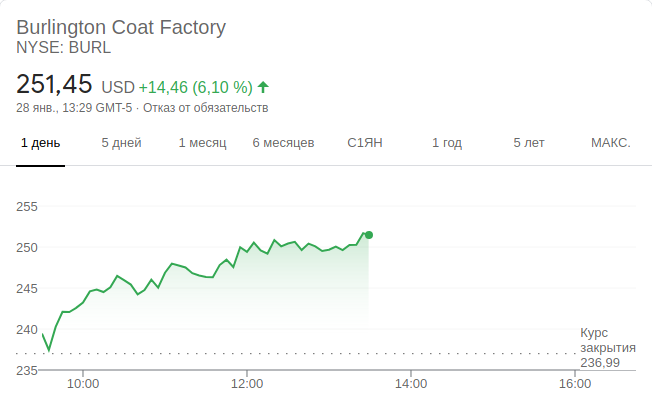 Burlington Coat Factory
NYSE: BURL
251,45 USD +14,46 (6,10 %)
28 янв., 13:29 GMT-5 · Отказ от обязательств
1 день 5 дней 1 месяц 6 месяцев С1ЯН 1 год 5 лет МАКС.
255
250
245
240
Курс
закрытия
236,99
235
10:00 12:00 14:00 16:00